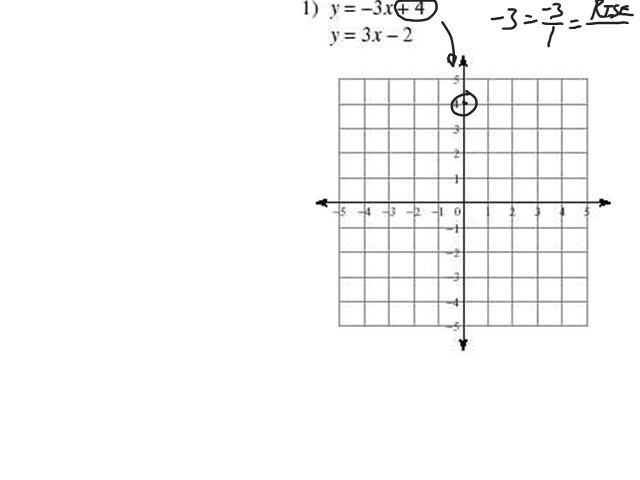 1) y = −3x + 4
−3 = −3/1 = RISE
y = 3x − 2
5
4
3
2
1
−5 −4 −3 −2 −1 0 1 2 3 4 5
−1
−2
−3
−4
−5